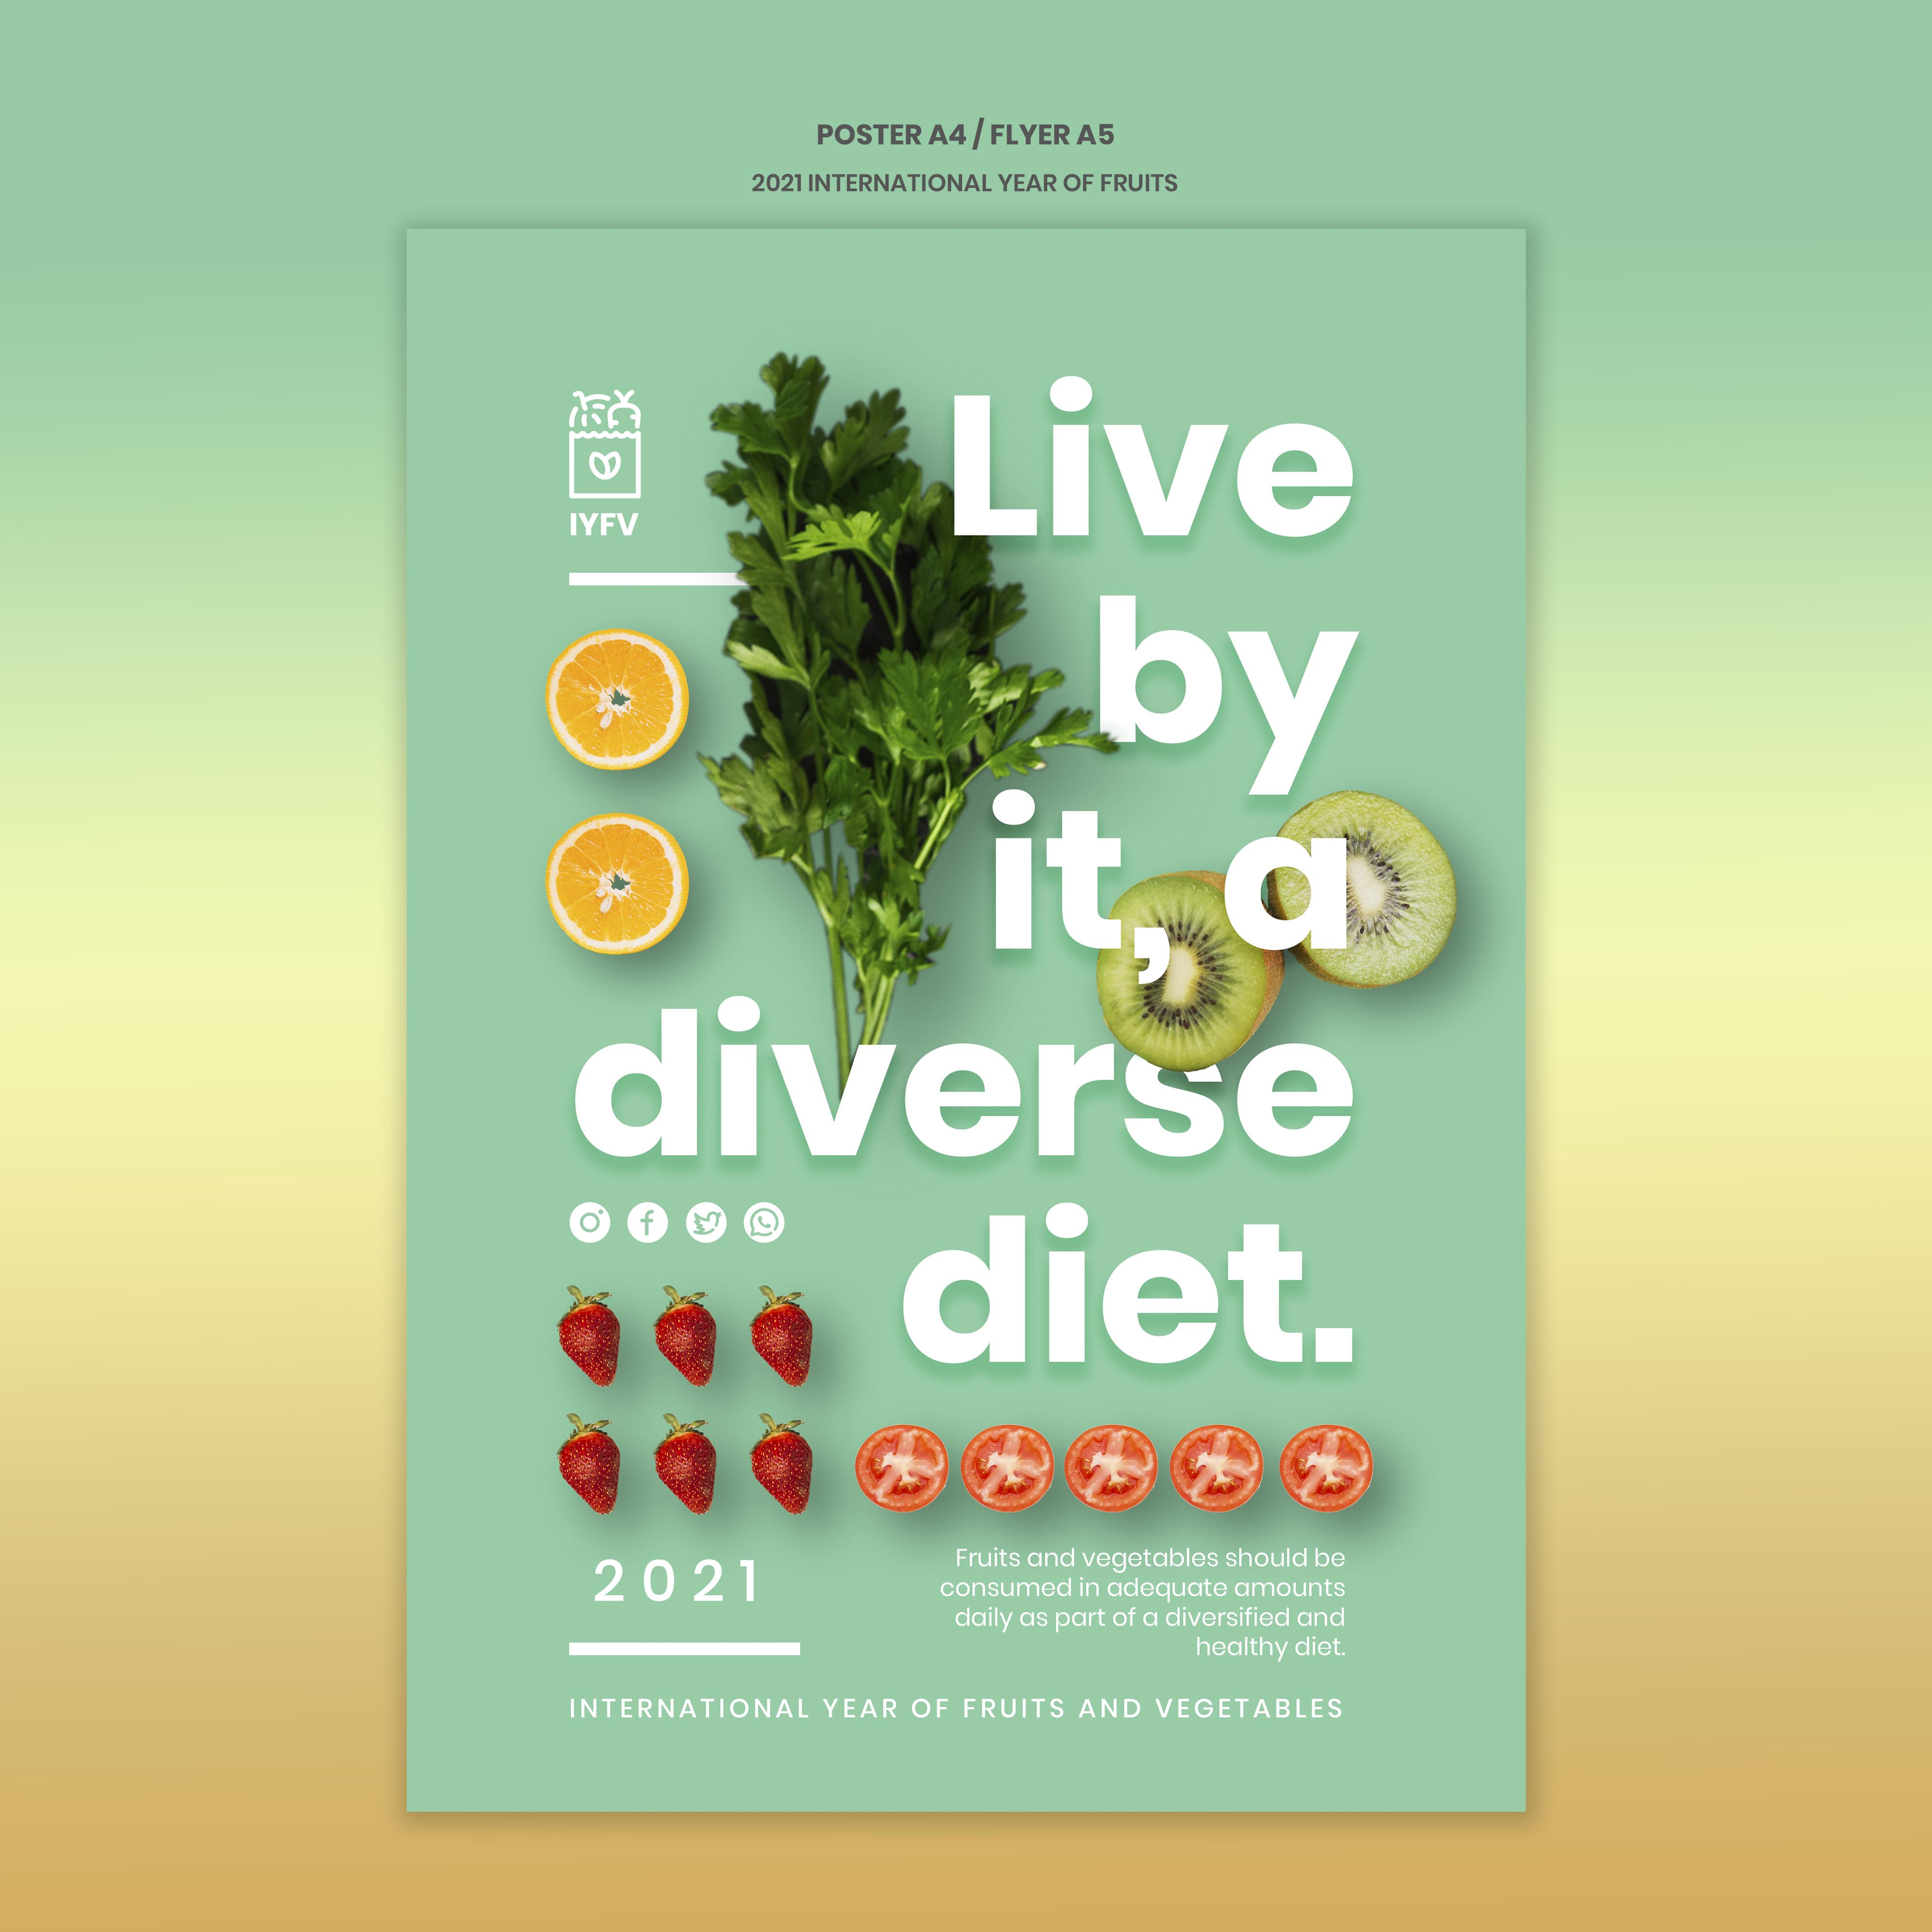 POSTER A4 / FLYER A5
2021 INTERNATIONAL YEAR OF FRUITS
IYFV
Live
by
it, a
diverse
diet.
2021
Fruits and vegetables should be
consumed in adequate amounts
daily as part of a diversified and
healthy diet.
INTERNATIONAL YEAR OF FRUITS AND VEGETABLES